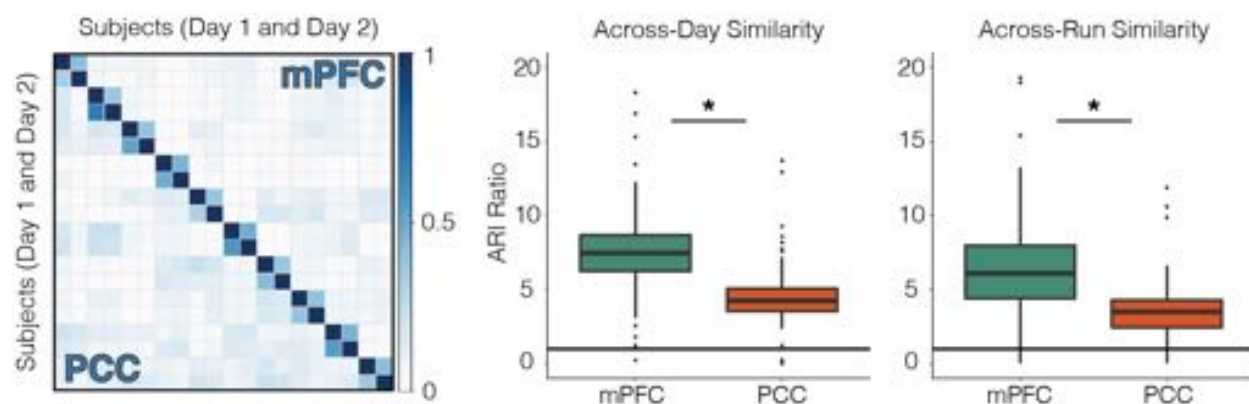 Subjects (Day 1 and Day 2)
Subjects (Day 1 and Day 2)
mPFC
PCC
1
0.5
0
Across-Day Similarity
ARI Ratio
20
15
10
5
0
*
mPFC PCC
Across-Run Similarity
20
15
10
5
0
*
mPFC PCC